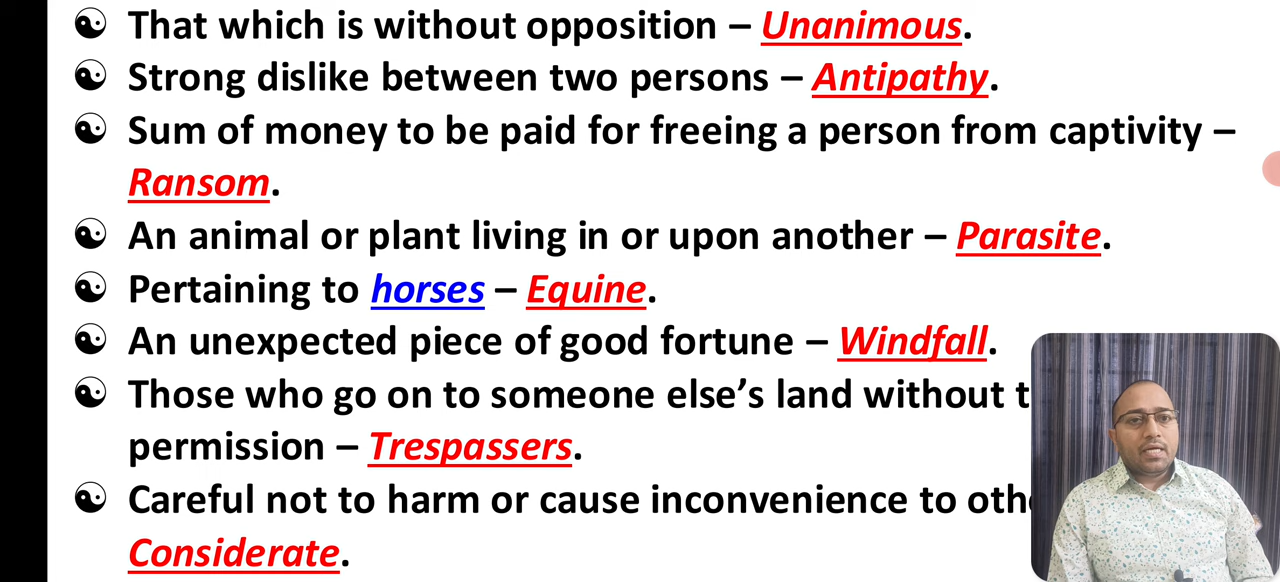 That which is without opposition – Unanimous.
Strong dislike between two persons – Antipathy.
Sum of money to be paid for freeing a person from captivity –
Ransom.
An animal or plant living in or upon another – Parasite.
Pertaining to horses – Equine.
An unexpected piece of good fortune – Windfall.
Those who go on to someone else’s land without
permission – Trespassers.
Careful not to harm or cause inconvenience to
Considerate.